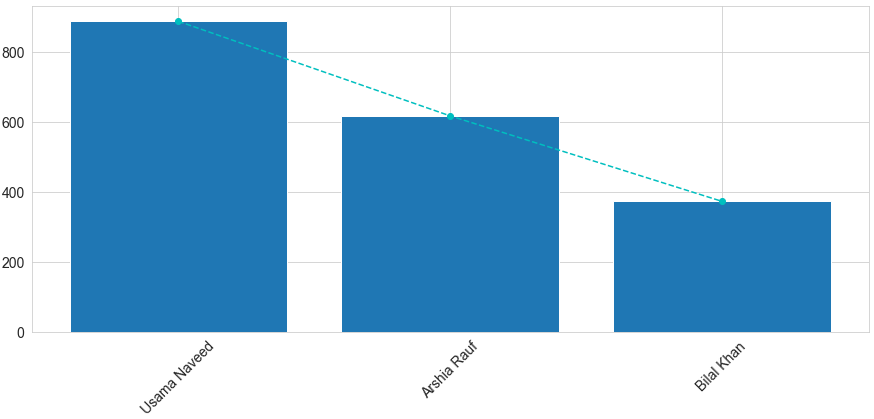 800
600
400
200
0
Usama Naveed
Arshia Rauf
Bilal Khan